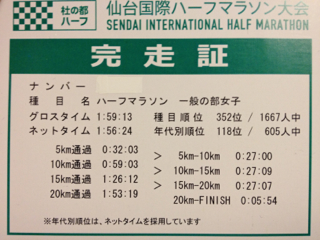 杜の都
ハーフ
仙台国際ハーフマラソン大会
SENDAI INTERNATIONAL HALF MARATHON
完走証
ナンバー
種 目 名 ハーフマラソン 一般の部女子
グロスタイム 1:59:13 種目順位 352位 / 1667人中
ネットタイム 1:56:24 年代別順位 118位 / 605人中
5km通過 0:32:03
10km通過 0:59:03 > 5km-10km 0:27:00
15km通過 1:26:12 > 10km-15km 0:27:09
20km通過 1:53:19 > 15km-20km 0:27:07
20km-FINISH 0:05:54
※年代別順位は、ネットタイムを採用しています